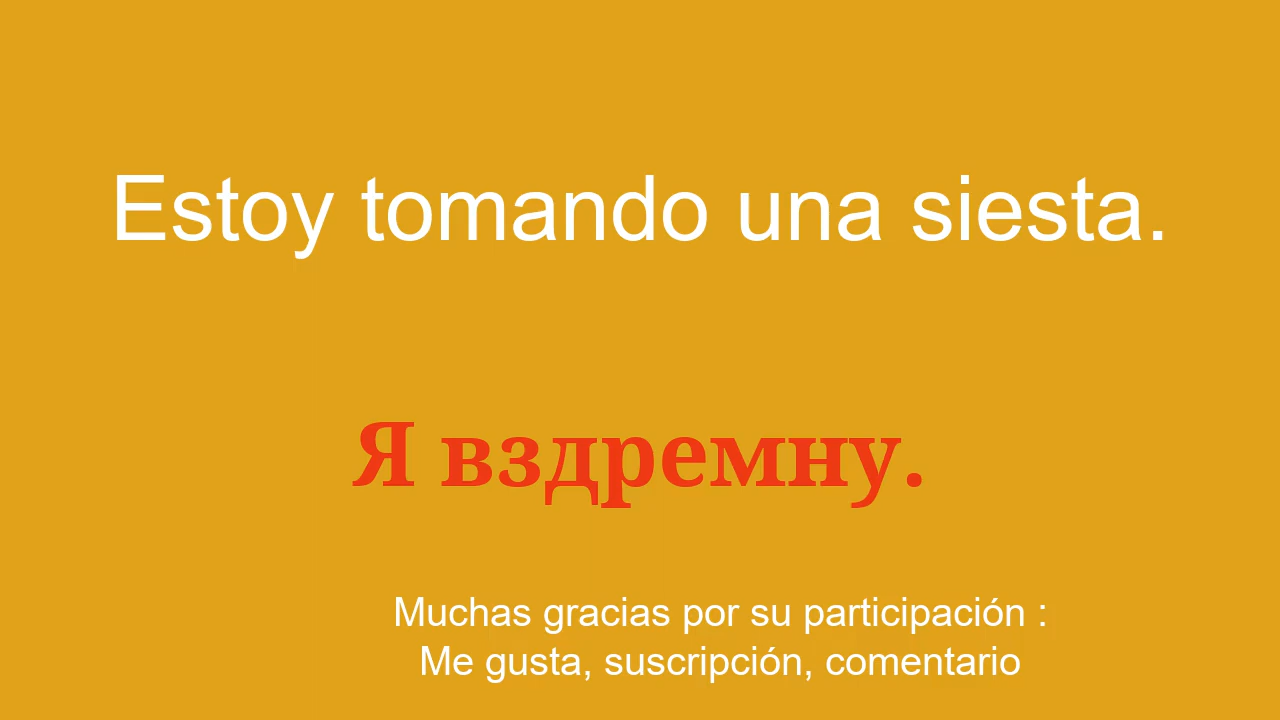 Estoy tomando una siesta.
Я вздремну.
Muchas gracias por su participación :
Me gusta, suscripción, comentario